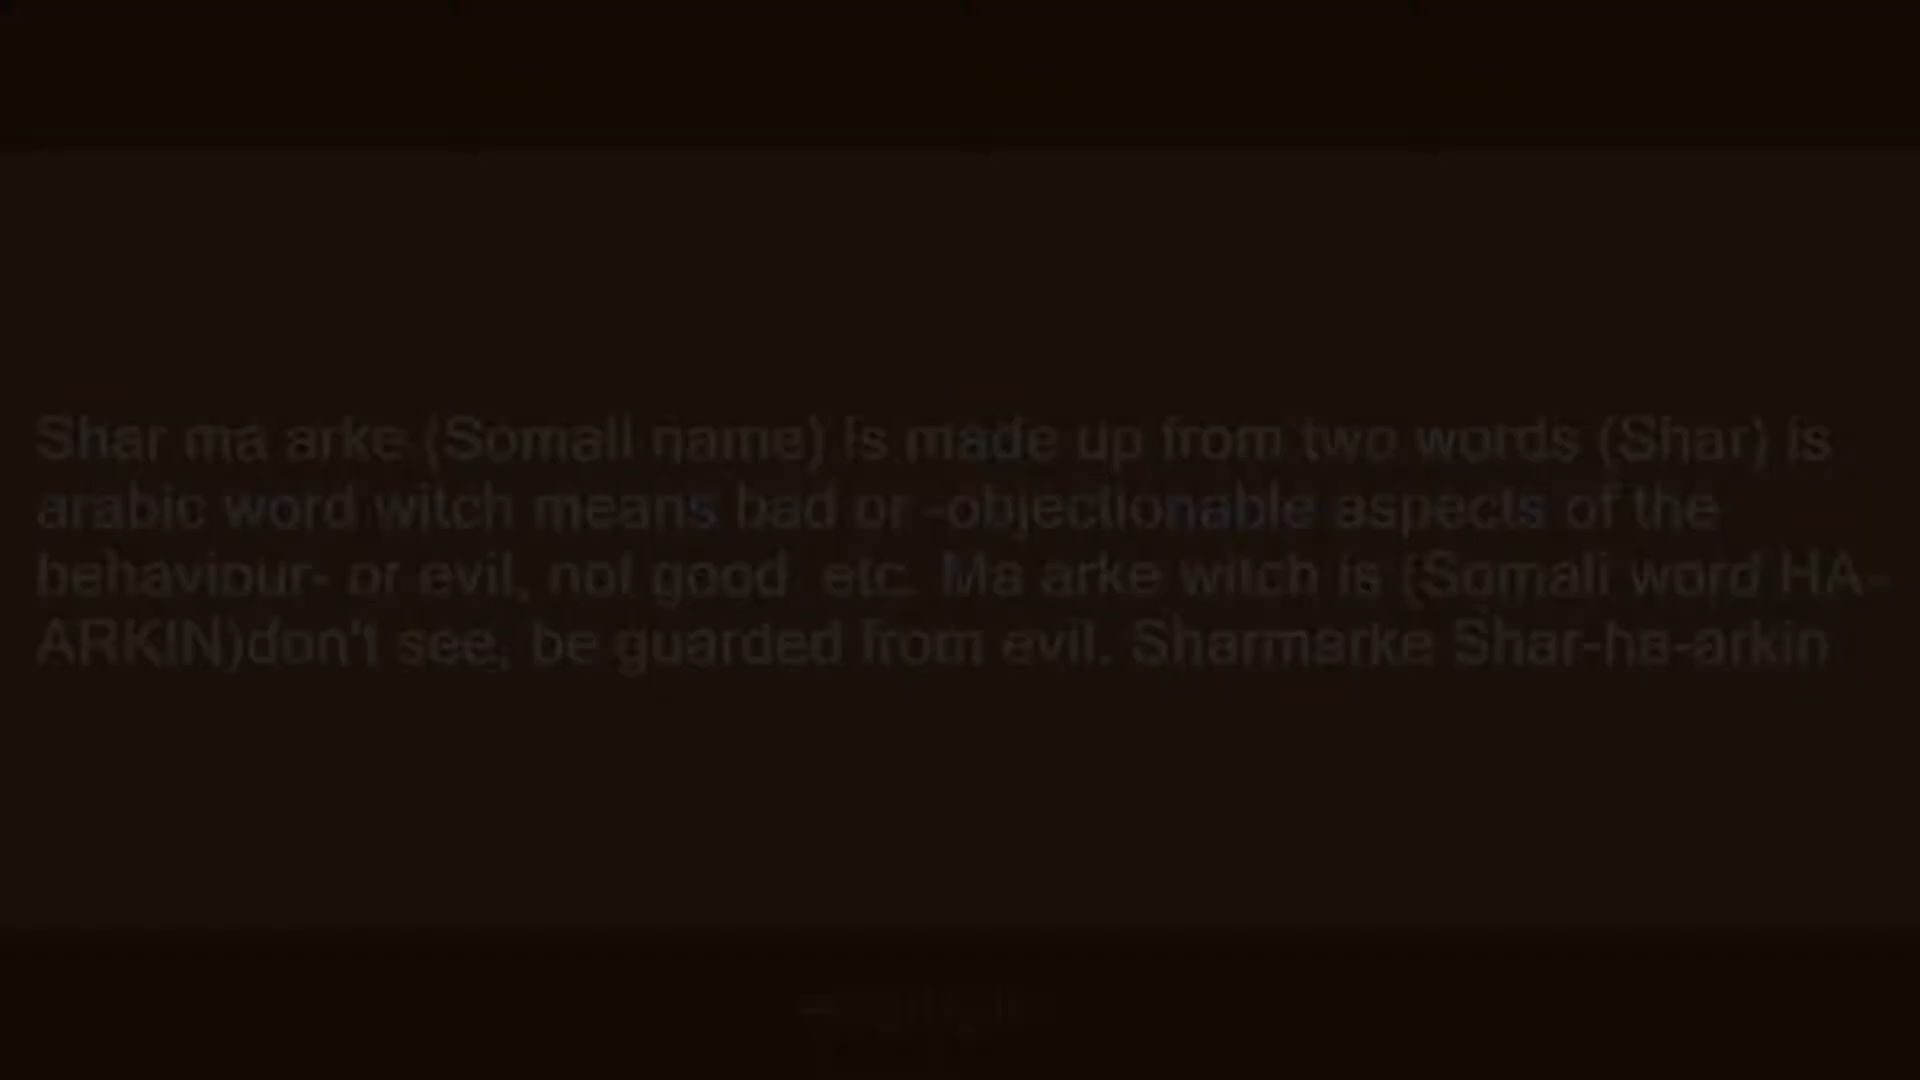 Shar ma arke (Somali name) is made up from two words (Shar) is
arabic word witch means bad or -objectionable aspects of the
behaviour- or evil, not good etc. Ma arke witch is (Somali word HA-
ARKIN)don't see, be guarded from evil. Sharmarke Shar-ha-arkin